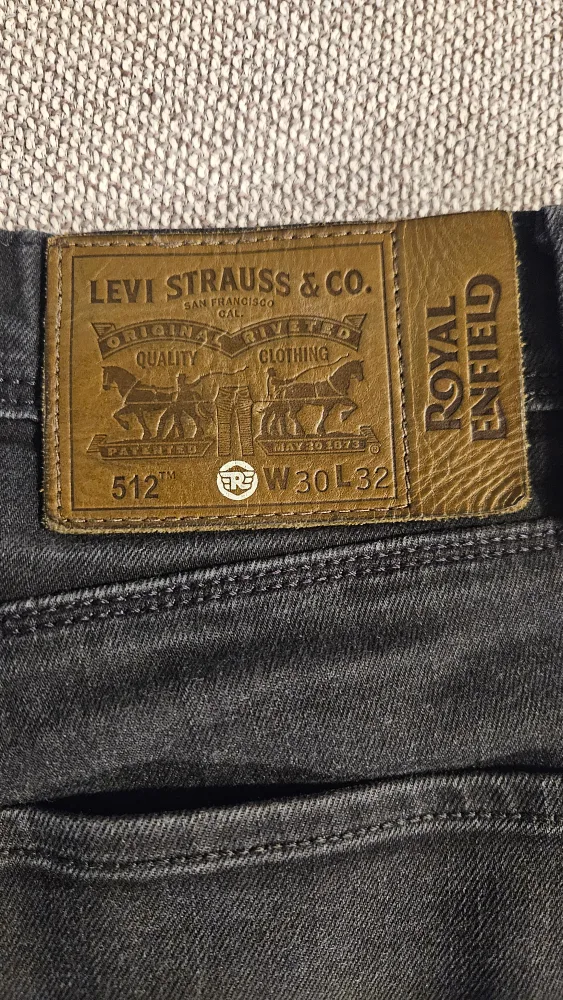 LEVI STRAUSS & CO.
SAN FRANCISCO
CAL.
ORIGINAL RIVETED
QUALITY CLOTHING
PATENTED MAY 20 1873 ®
512™ R W30 L32
ROYAL
ENFIELD